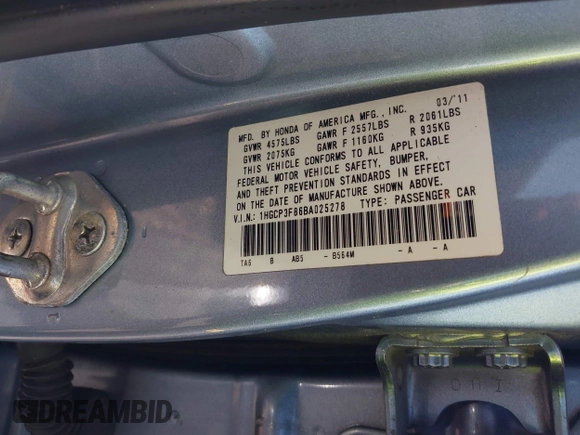 MFD. BY HONDA OF AMERICA MFG., INC. 03/'11
GVWR 4575LBS GAWR F 2557LBS R 2061LBS
GVWR 2075KG GAWR F 1160KG R 935KG
THIS VEHICLE CONFORMS TO ALL APPLICABLE
FEDERAL MOTOR VEHICLE SAFETY, BUMPER,
AND THEFT PREVENTION STANDARDS IN EFFECT
ON THE DATE OF MANUFACTURE SHOWN ABOVE.
V.I.N.: 1HGCP3F86BA025278 TYPE: PASSENGER CAR
TA6 B AB5 - B564M - A - A
DREAMBID